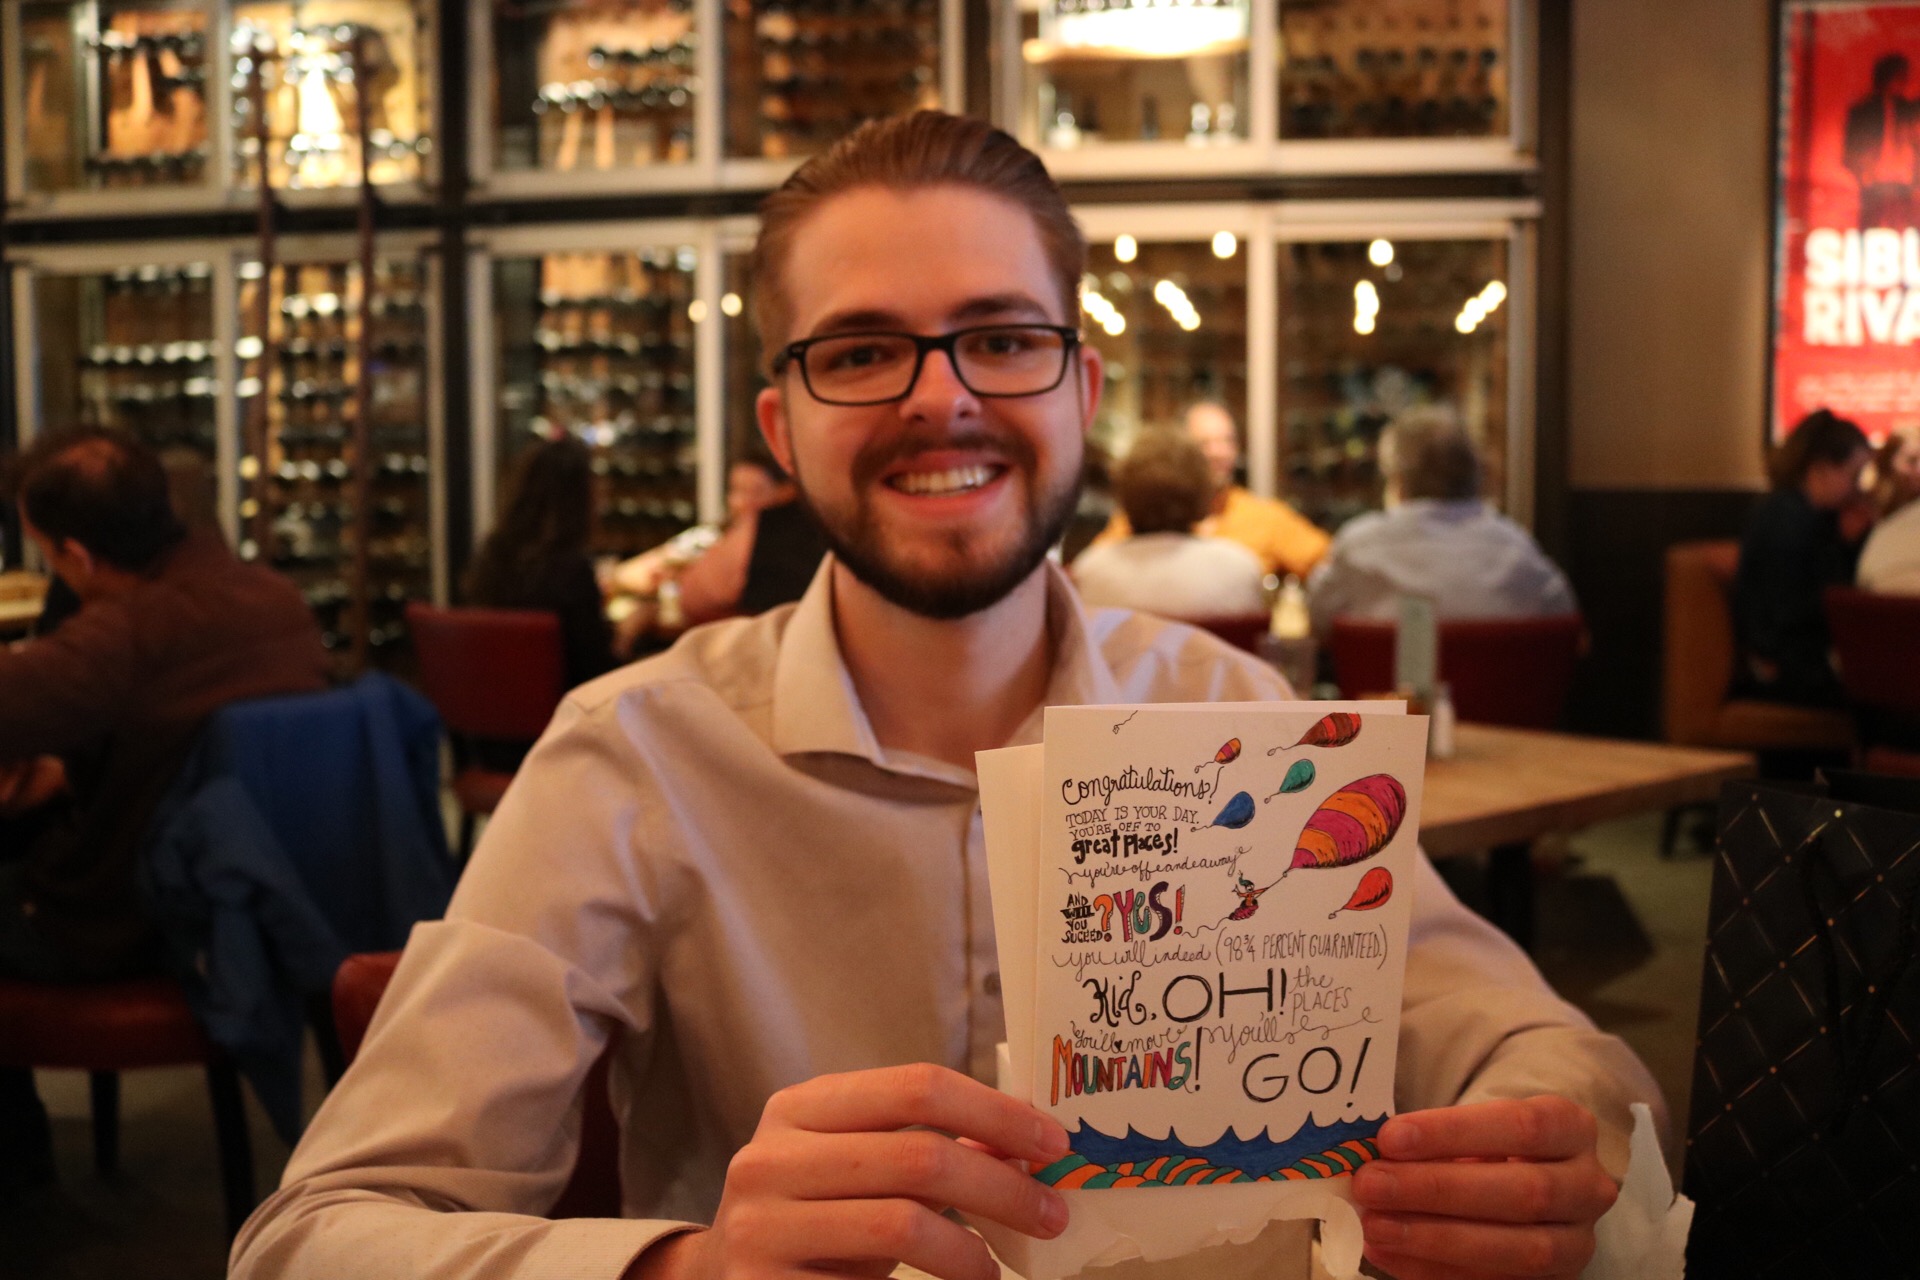 Congratulations!
TODAY IS YOUR DAY.
YOU'RE OFF TO
great Places!
you're off and away
AND WILL YOU SUCCEED? YES!
you will indeed (98 3/4 PERCENT GUARANTEED.)
Kid, OH! the PLACES
you'll move you'll
MOUNTAINS! GO!
SIBU
RIVA